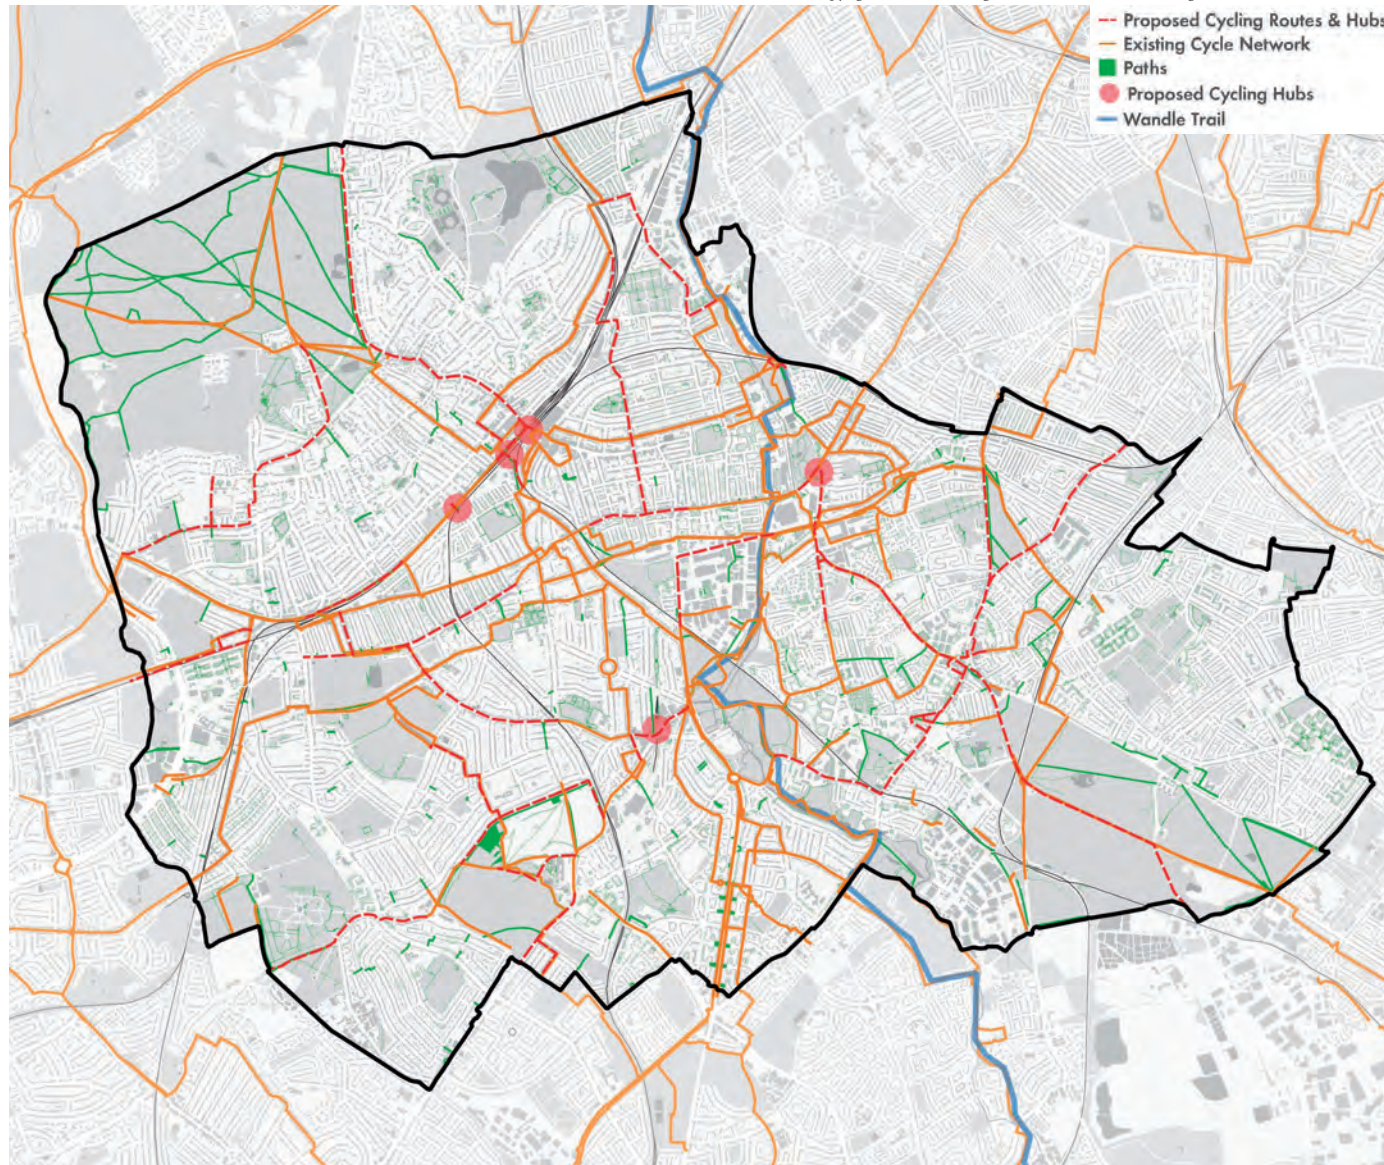 Proposed Cycling Routes & Hubs
Existing Cycle Network
Paths
Proposed Cycling Hubs
Wandle Trail